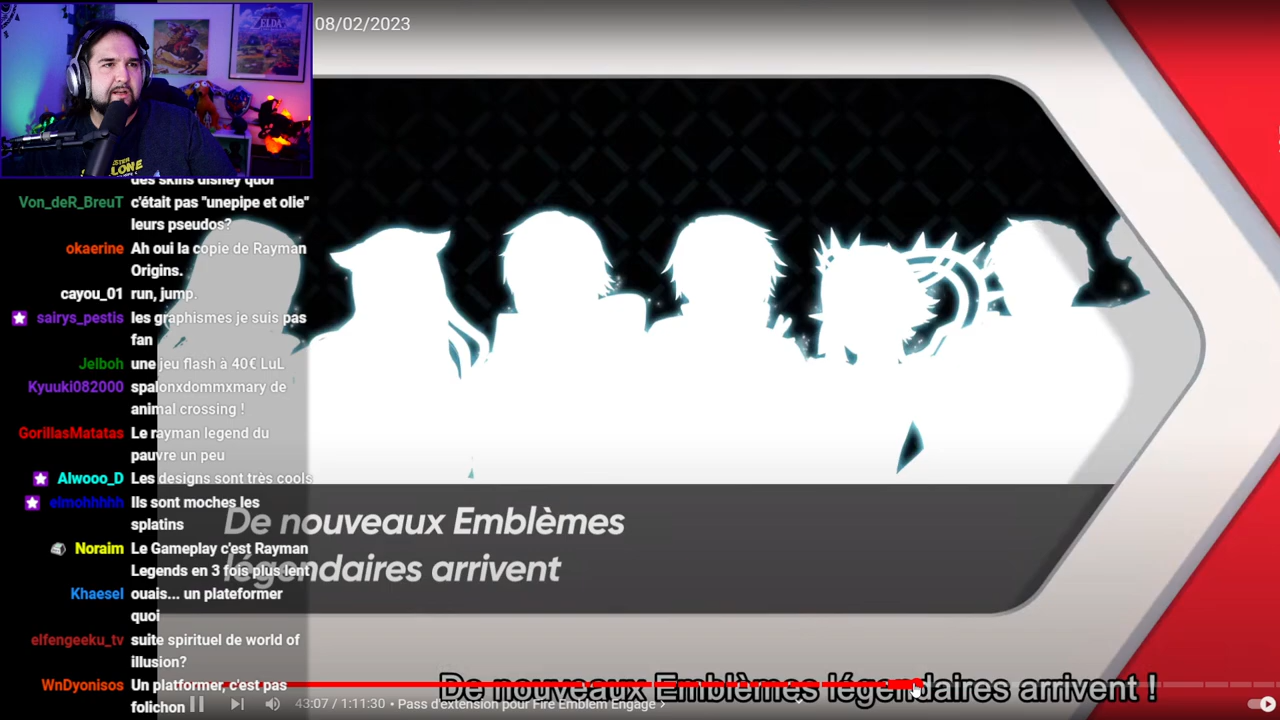 08/02/2023
ZELDA
des skins disney quoi
Von_deR_BreuT c'était pas "unepipe et olie"
leurs pseudos?
okaerine Ah oui la copie de Rayman
Origins.
cayou_01 run, jump.
sairys_pestis les graphismes je suis pas
fan
Jelboh une jeu flash à 40€ LuL
Kyuuki082000 spalonxdommxmary de
animal crossing !
GorillasMatatas Le rayman legend du
pauvre un peu
Alwooo_D Les designs sont très cools
elmohhhhh Ils sont moches les
splatins
Noraim Le Gameplay c'est Rayman
Legends en 3 fois plus lent
Khaesel ouais... un plateformer
quoi
elfengeeku_tv suite spirituel de world of
illusion?
WnDyonisos Un platformer, c'est pas
folichon
De nouveaux Emblèmes
légendaires arrivent
De nouveaux Emblèmes légendaires arrivent !
43:07 / 1:11:30 • Pass d'extension pour Fire Emblem Engage >